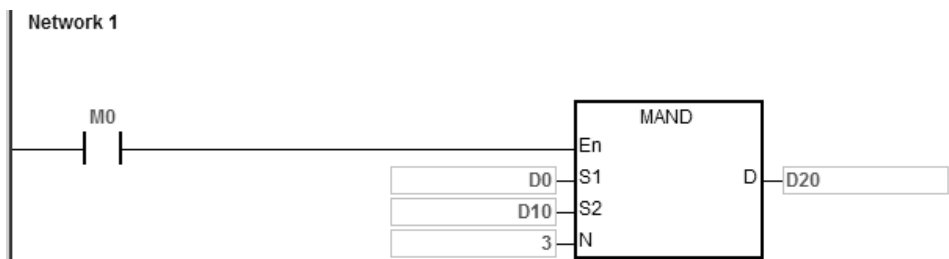 Network 1
M0
MAND
En
D0 S1 D D20
D10 S2
3 N